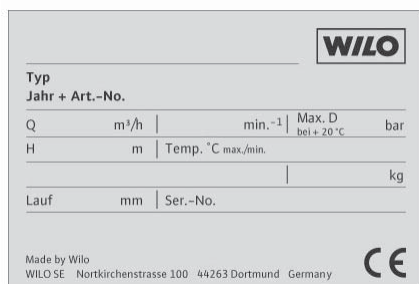 WILO
Typ
Jahr + Art.-No.
Q m³/h min.⁻¹ Max. D bei + 20 °C bar
H m Temp. °C max./min.
kg
Lauf mm Ser.-No.
Made by Wilo
WILO SE Nortkirchenstrasse 100 44263 Dortmund Germany
CE